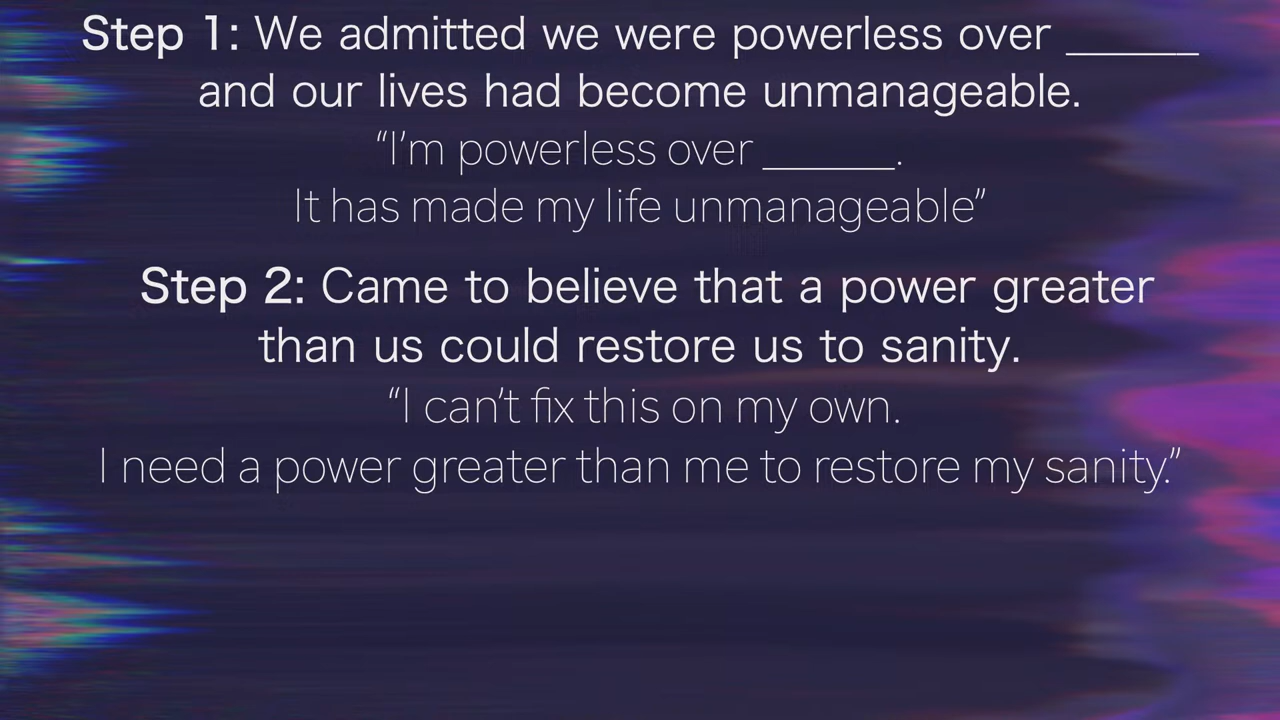 Step 1: We admitted we were powerless over ______
and our lives had become unmanageable.
“I’m powerless over ______.
It has made my life unmanageable”
Step 2: Came to believe that a power greater
than us could restore us to sanity.
“I can’t fix this on my own.
I need a power greater than me to restore my sanity.”